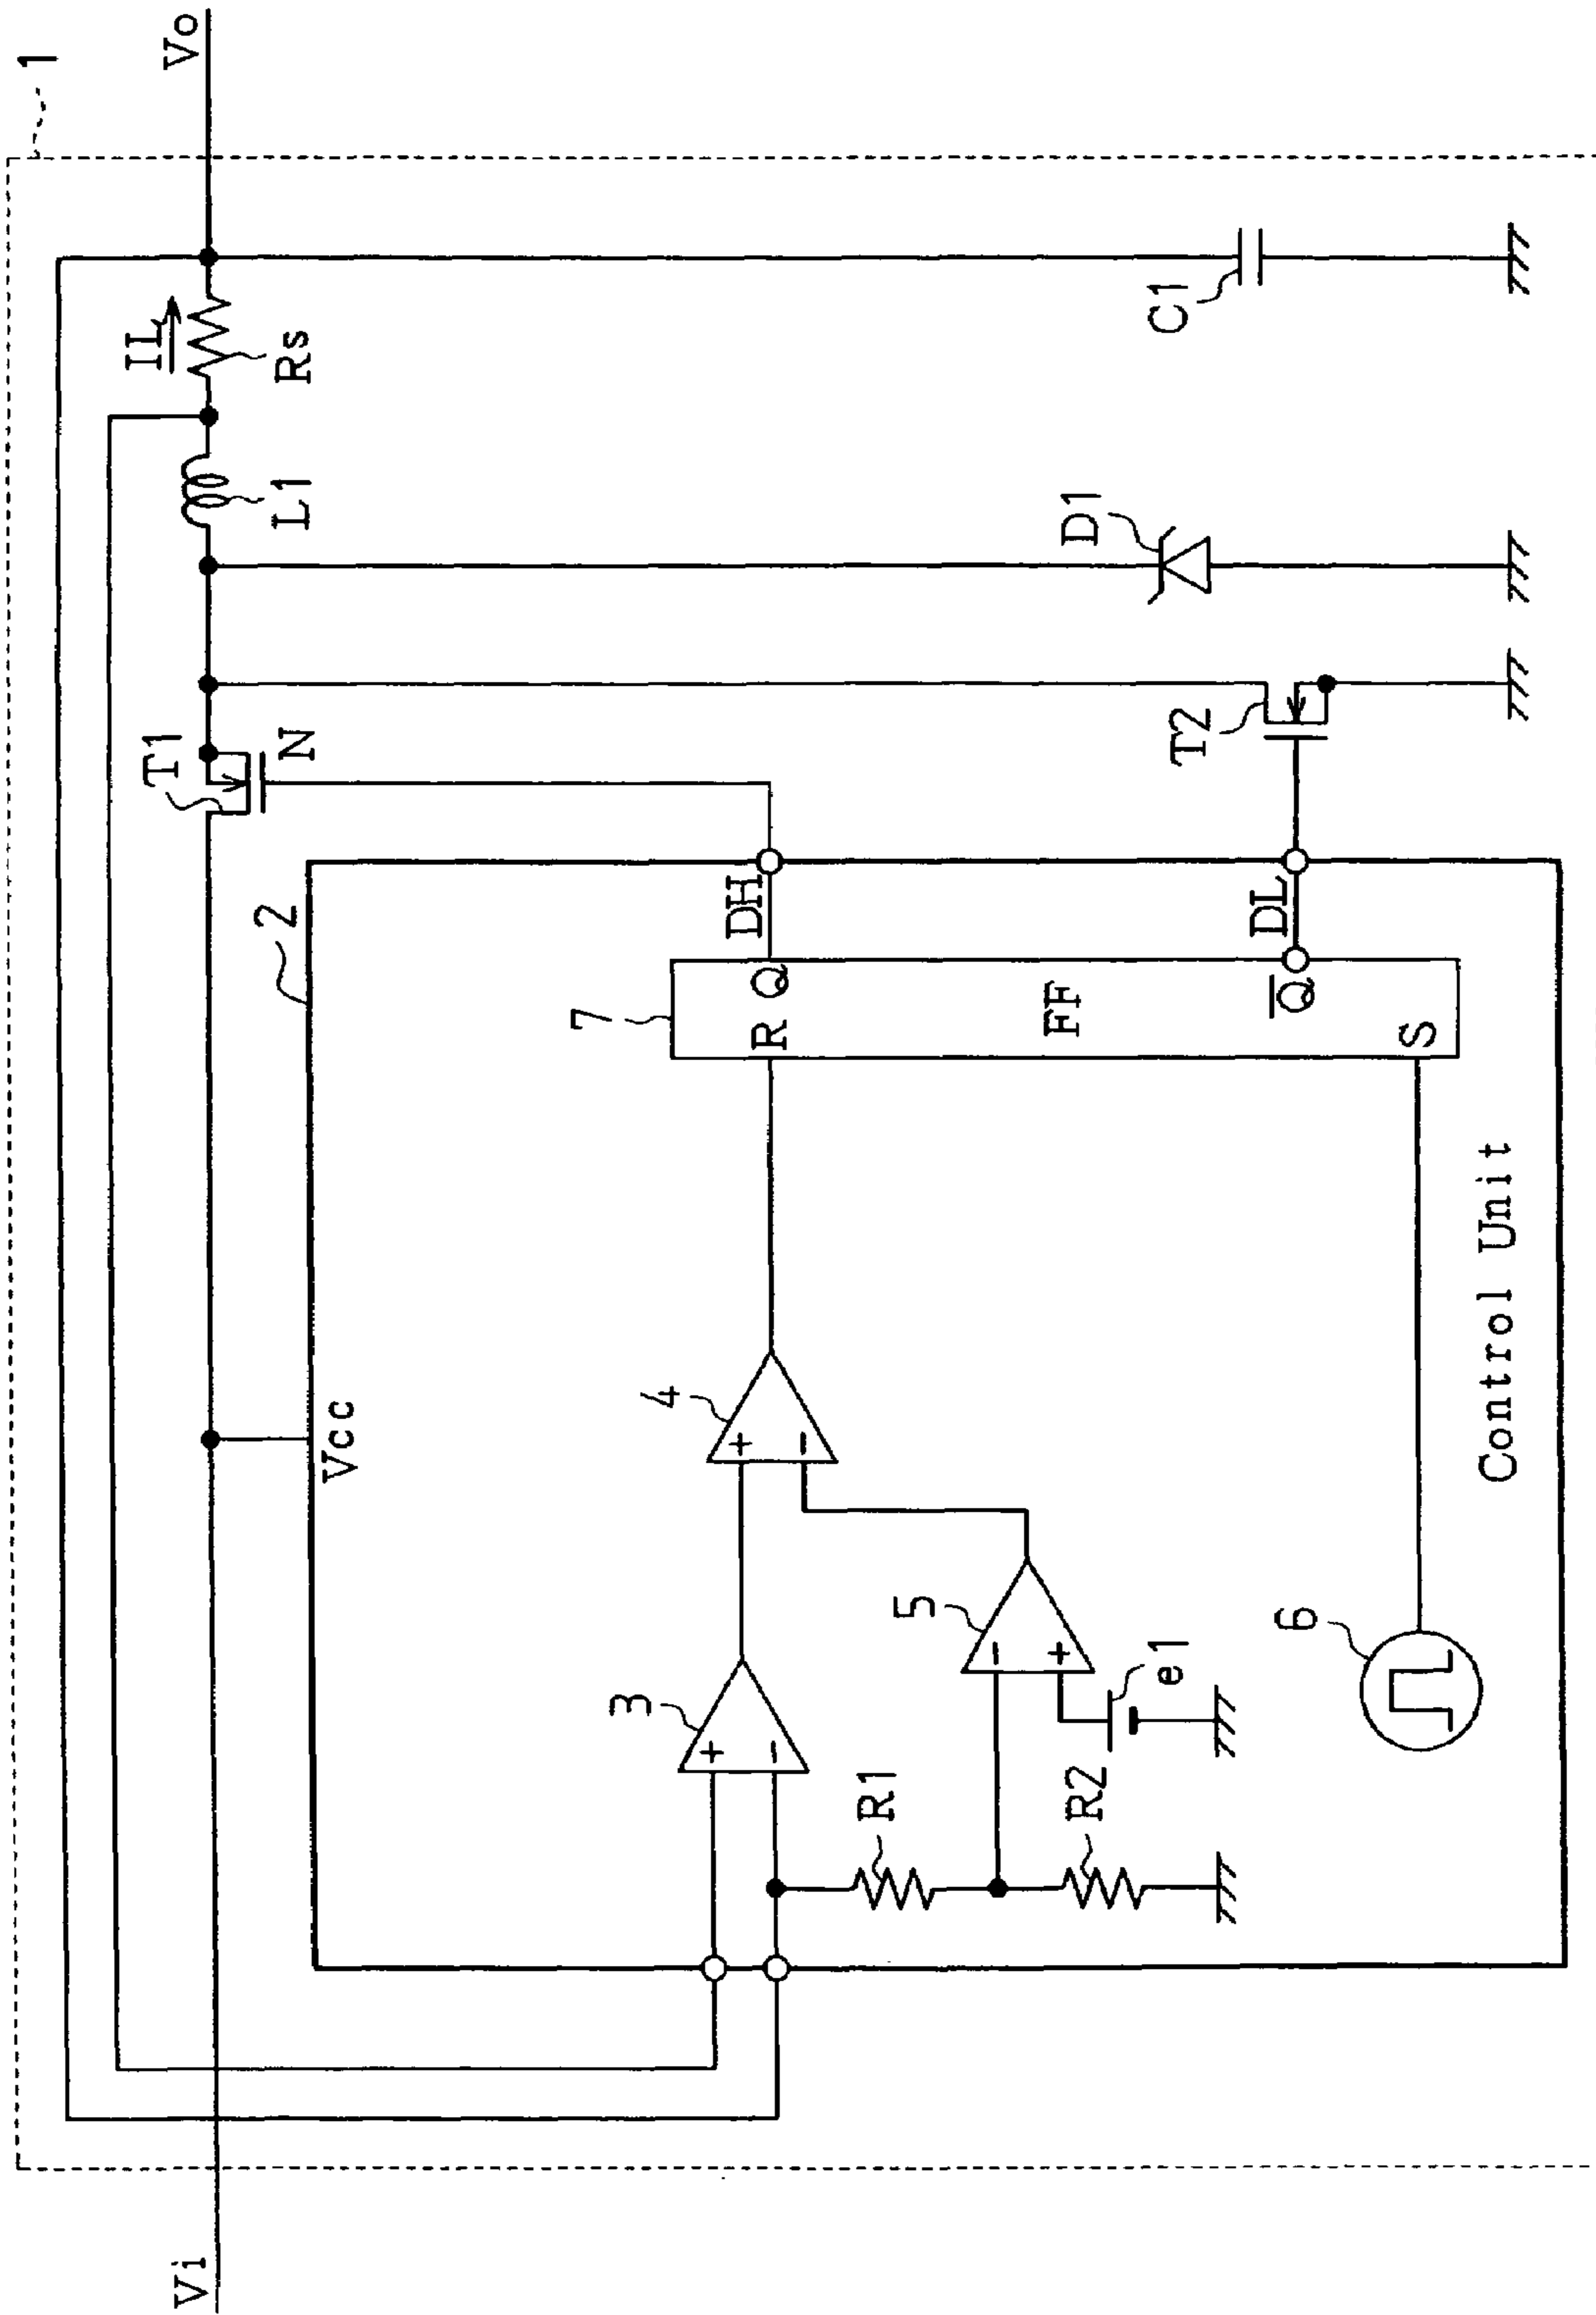 1
Vi
Vo
T1
N
L1
IL
Rs
2
Vcc
3
+
-
4
+
-
7
R
Q
DH
FF
Q
DL
S
R1
R2
5
-
+
e1
6
T2
D1
C1
Control Unit